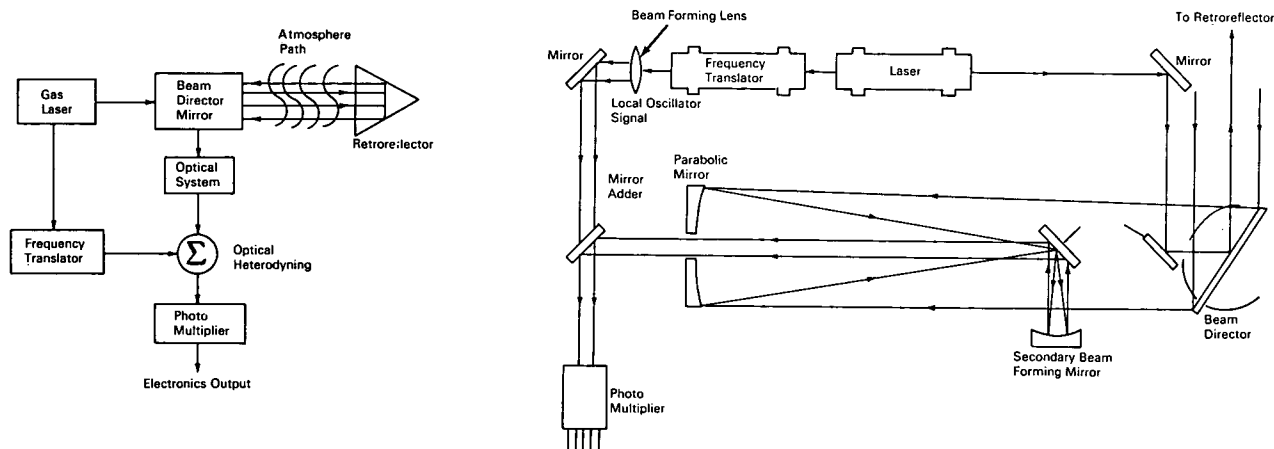 Atmosphere
Path
Gas
Laser
Beam
Director
Mirror
Retroreflector
Optical
System
Frequency
Translator
Σ
Optical
Heterodyning
Photo
Multiplier
Electronics Output
Beam Forming Lens
To Retroreflector
Mirror
Frequency
Translator
Laser
Mirror
Local Oscillator
Signal
Parabolic
Mirror
Mirror
Adder
Beam
Director
Secondary Beam
Forming Mirror
Photo
Multiplier